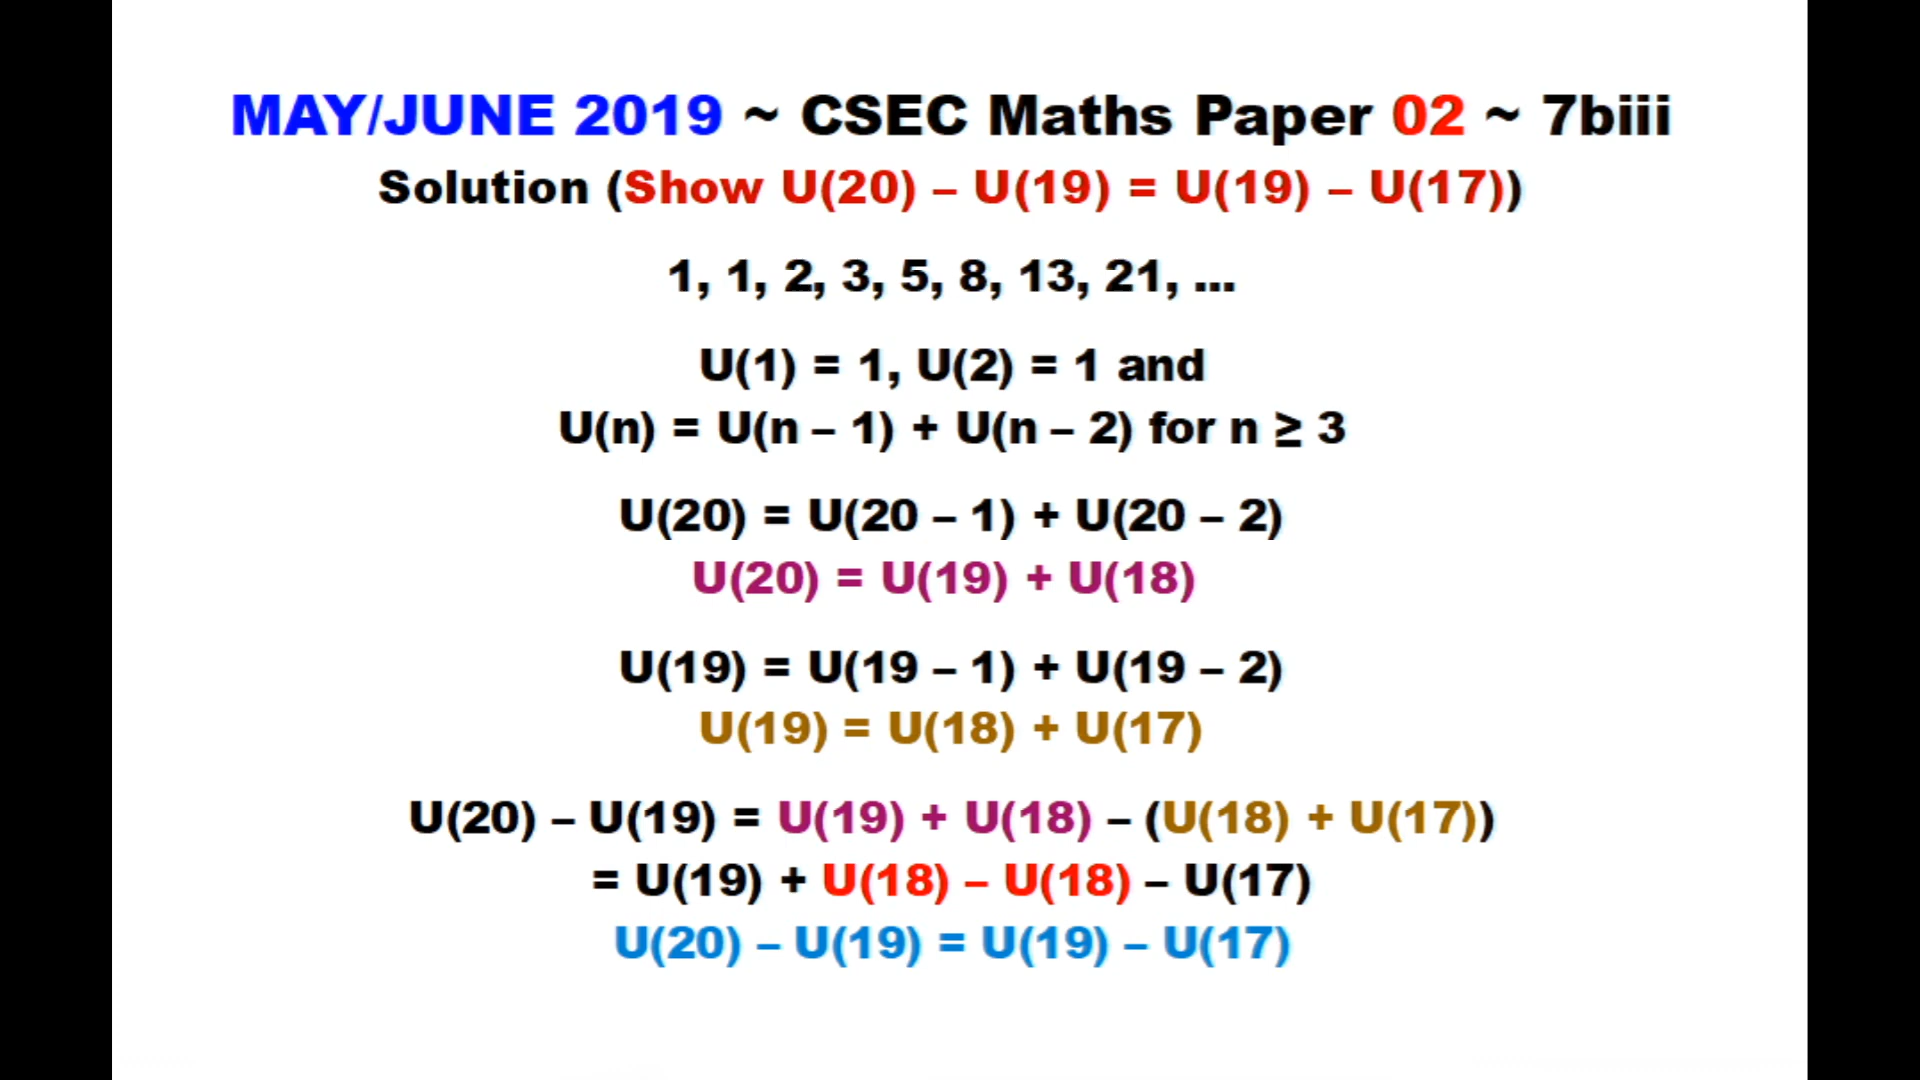 MAY/JUNE 2019 ~ CSEC Maths Paper 02 ~ 7biii
Solution (Show U(20) – U(19) = U(19) – U(17))
1, 1, 2, 3, 5, 8, 13, 21, ...
U(1) = 1, U(2) = 1 and
U(n) = U(n – 1) + U(n – 2) for n ≥ 3
U(20) = U(20 – 1) + U(20 – 2)
U(20) = U(19) + U(18)
U(19) = U(19 – 1) + U(19 – 2)
U(19) = U(18) + U(17)
U(20) – U(19) = U(19) + U(18) – (U(18) + U(17))
= U(19) + U(18) – U(18) – U(17)
U(20) – U(19) = U(19) – U(17)